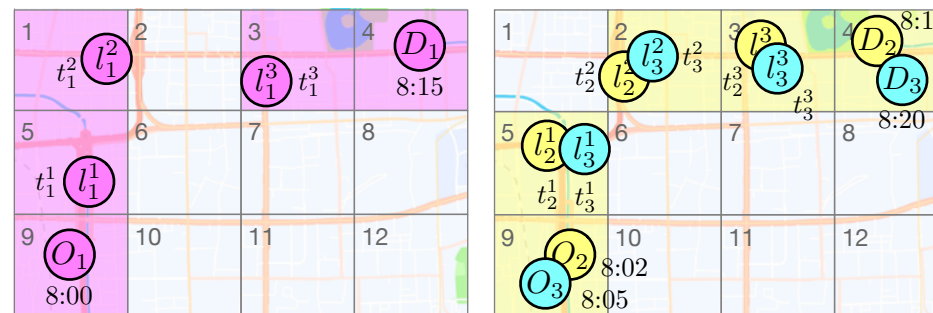 1 2 3 4
l_1^2 D_1
t_1^2 l_1^3 t_1^3
8:15
5 6 7 8
t_1^1 l_1^1
9 10 11 12
O_1
8:00
1 2 3 4
8:1
l_2^2 l_3^2 t_3^2 l^3 D_2
t_2^2 t_2^3 l_3^3 D_3
t_3^3
8:20
5 6 7 8
l_2^1 l_3^1
t_2^1 t_3^1
9 10 11 12
O_2 8:02
O_3 8:05